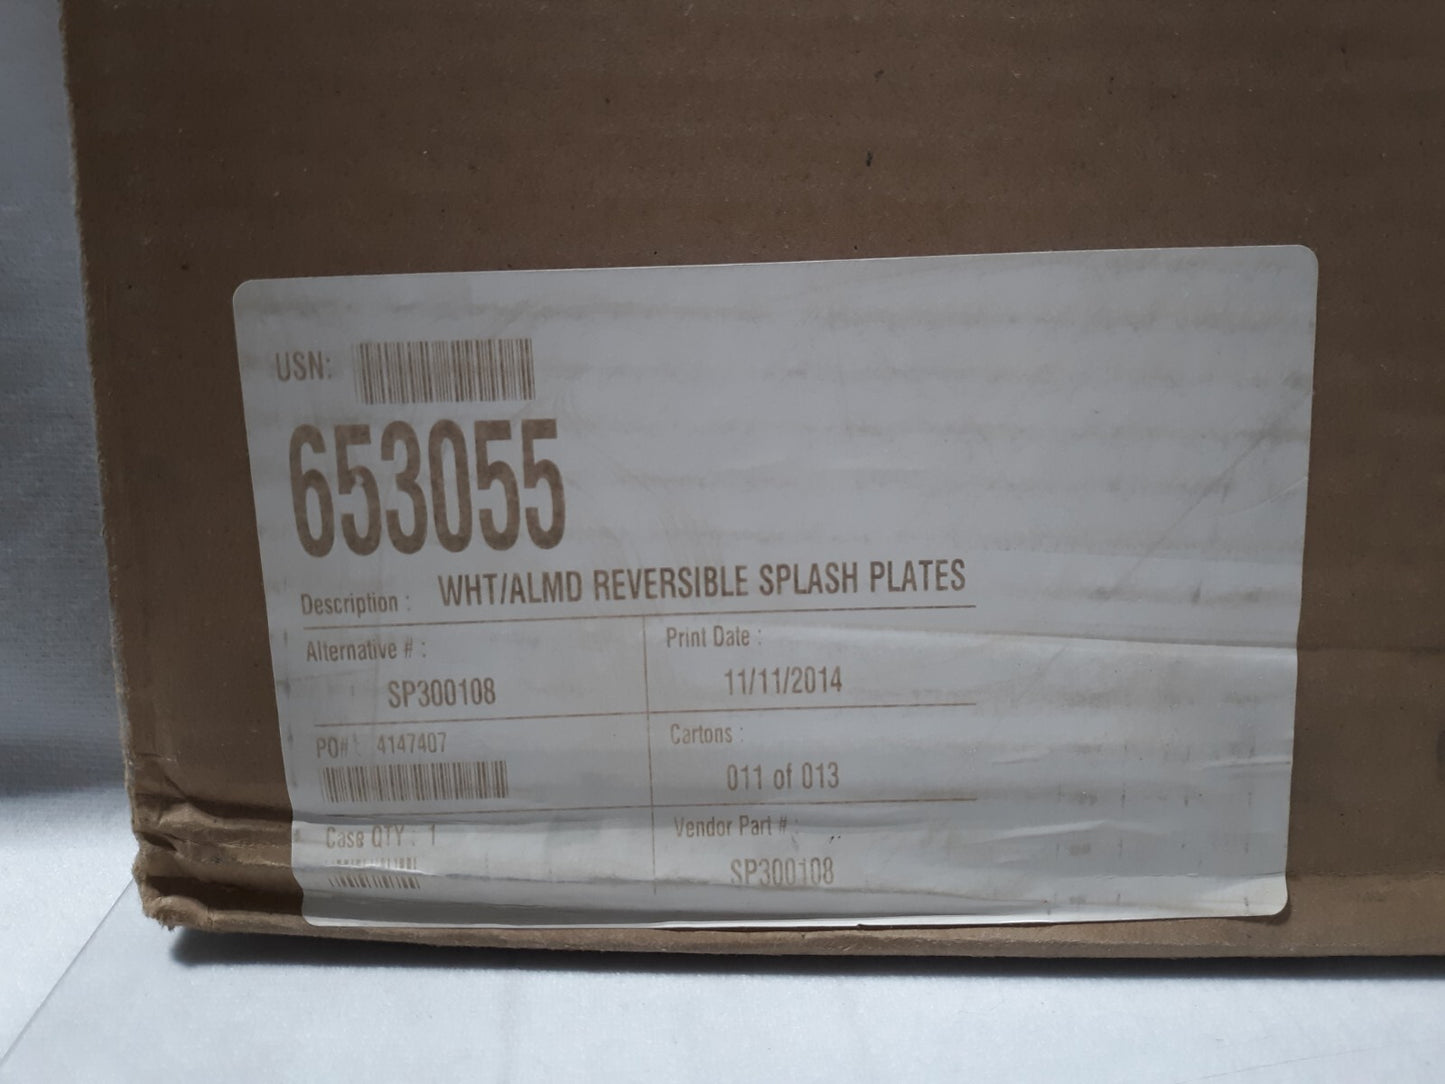 USN:
653055
Description : WHT/ALMD REVERSIBLE SPLASH PLATES
Alternative # :
SP300108
Print Date :
11/11/2014
PO# : 4147407
Cartons :
011 of 013
Case QTY : 1
Vendor Part # :
SP300108